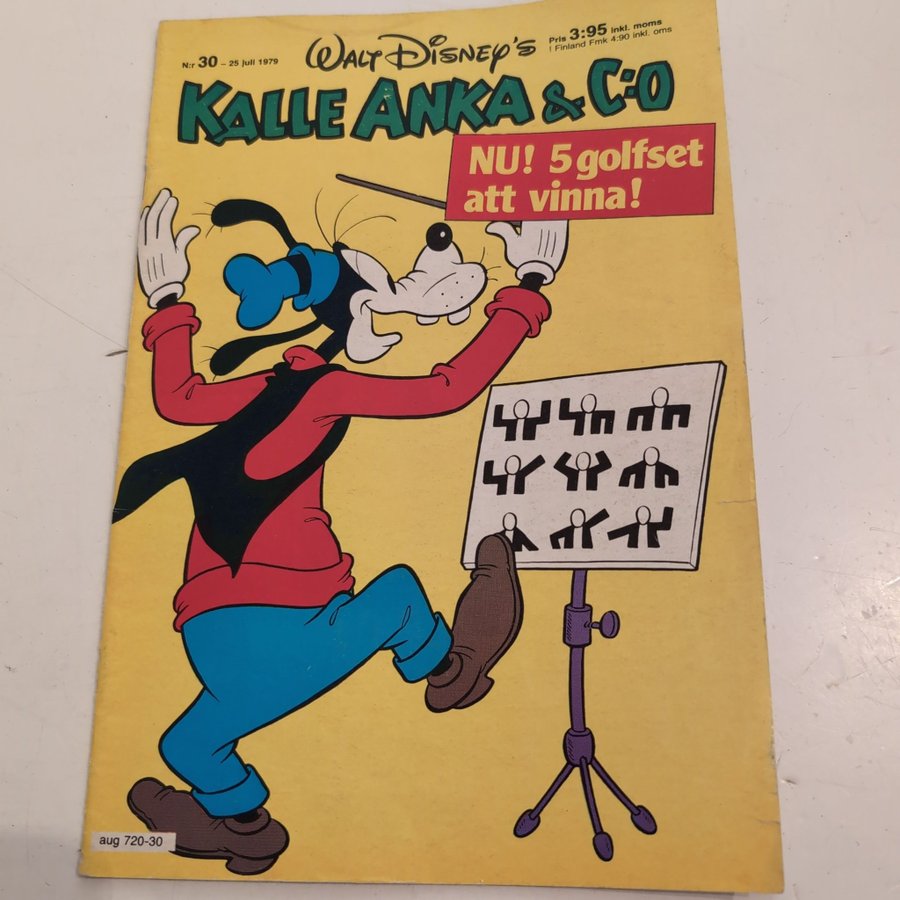 N:r 30 – 25 juli 1979
WALT DISNEY'S
Pris 3:95 inkl. moms
i Finland Fmk 4:90 inkl. oms
KALLE ANKA & C:O
NU! 5 golfset
att vinna!
aug 720-30